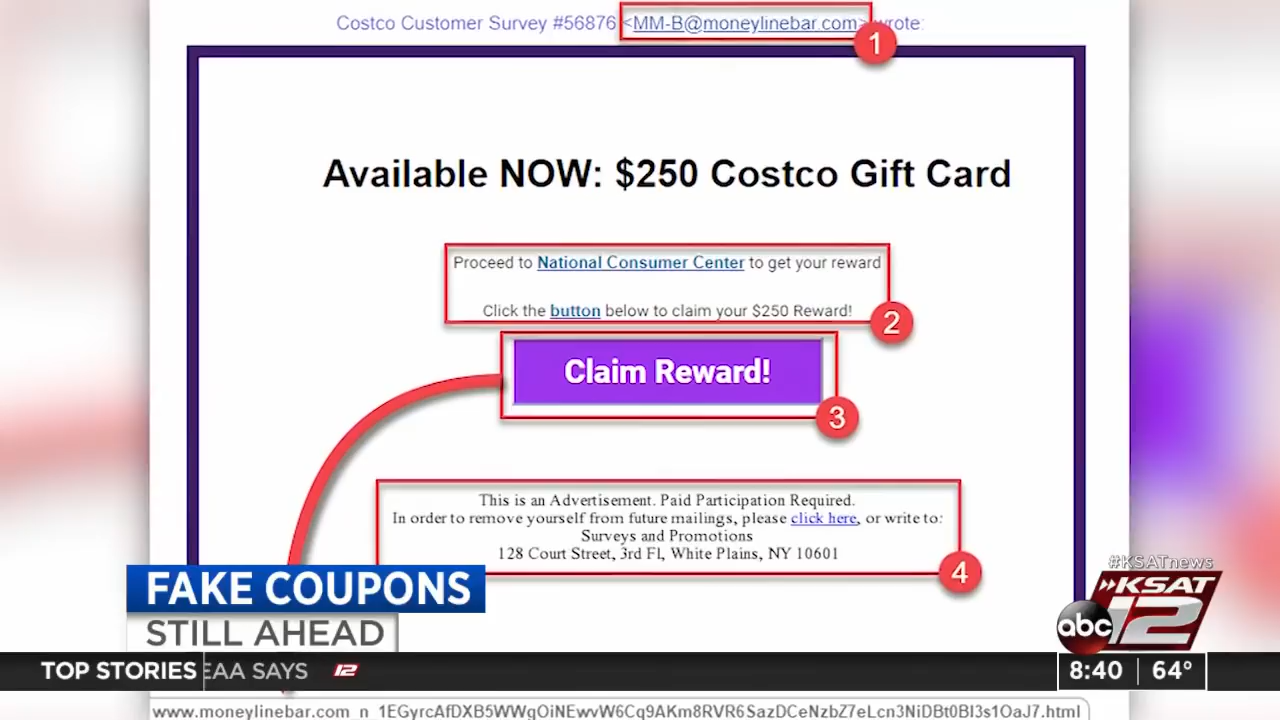 Costco Customer Survey #56876 <MM-B@moneylinebar.com> wrote:
1
Available NOW: $250 Costco Gift Card
Proceed to National Consumer Center to get your reward
Click the button below to claim your $250 Reward!
2
Claim Reward!
3
This is an Advertisement. Paid Participation Required.
In order to remove yourself from future mailings, please click here, or write to:
Surveys and Promotions
128 Court Street, 3rd Fl, White Plains, NY 10601
4
FAKE COUPONS
STILL AHEAD
#KSATnews
KSAT
abc 12
TOP STORIES EAA SAYS 12
8:40 64°
www.moneylinebar.com_n_1EGyrcAfDXB5WWgOiNEwvW6Cq9AKm8RVR6SazDCeNzbZ7eLcn3NiDBt0BI3s1OaJ7.html